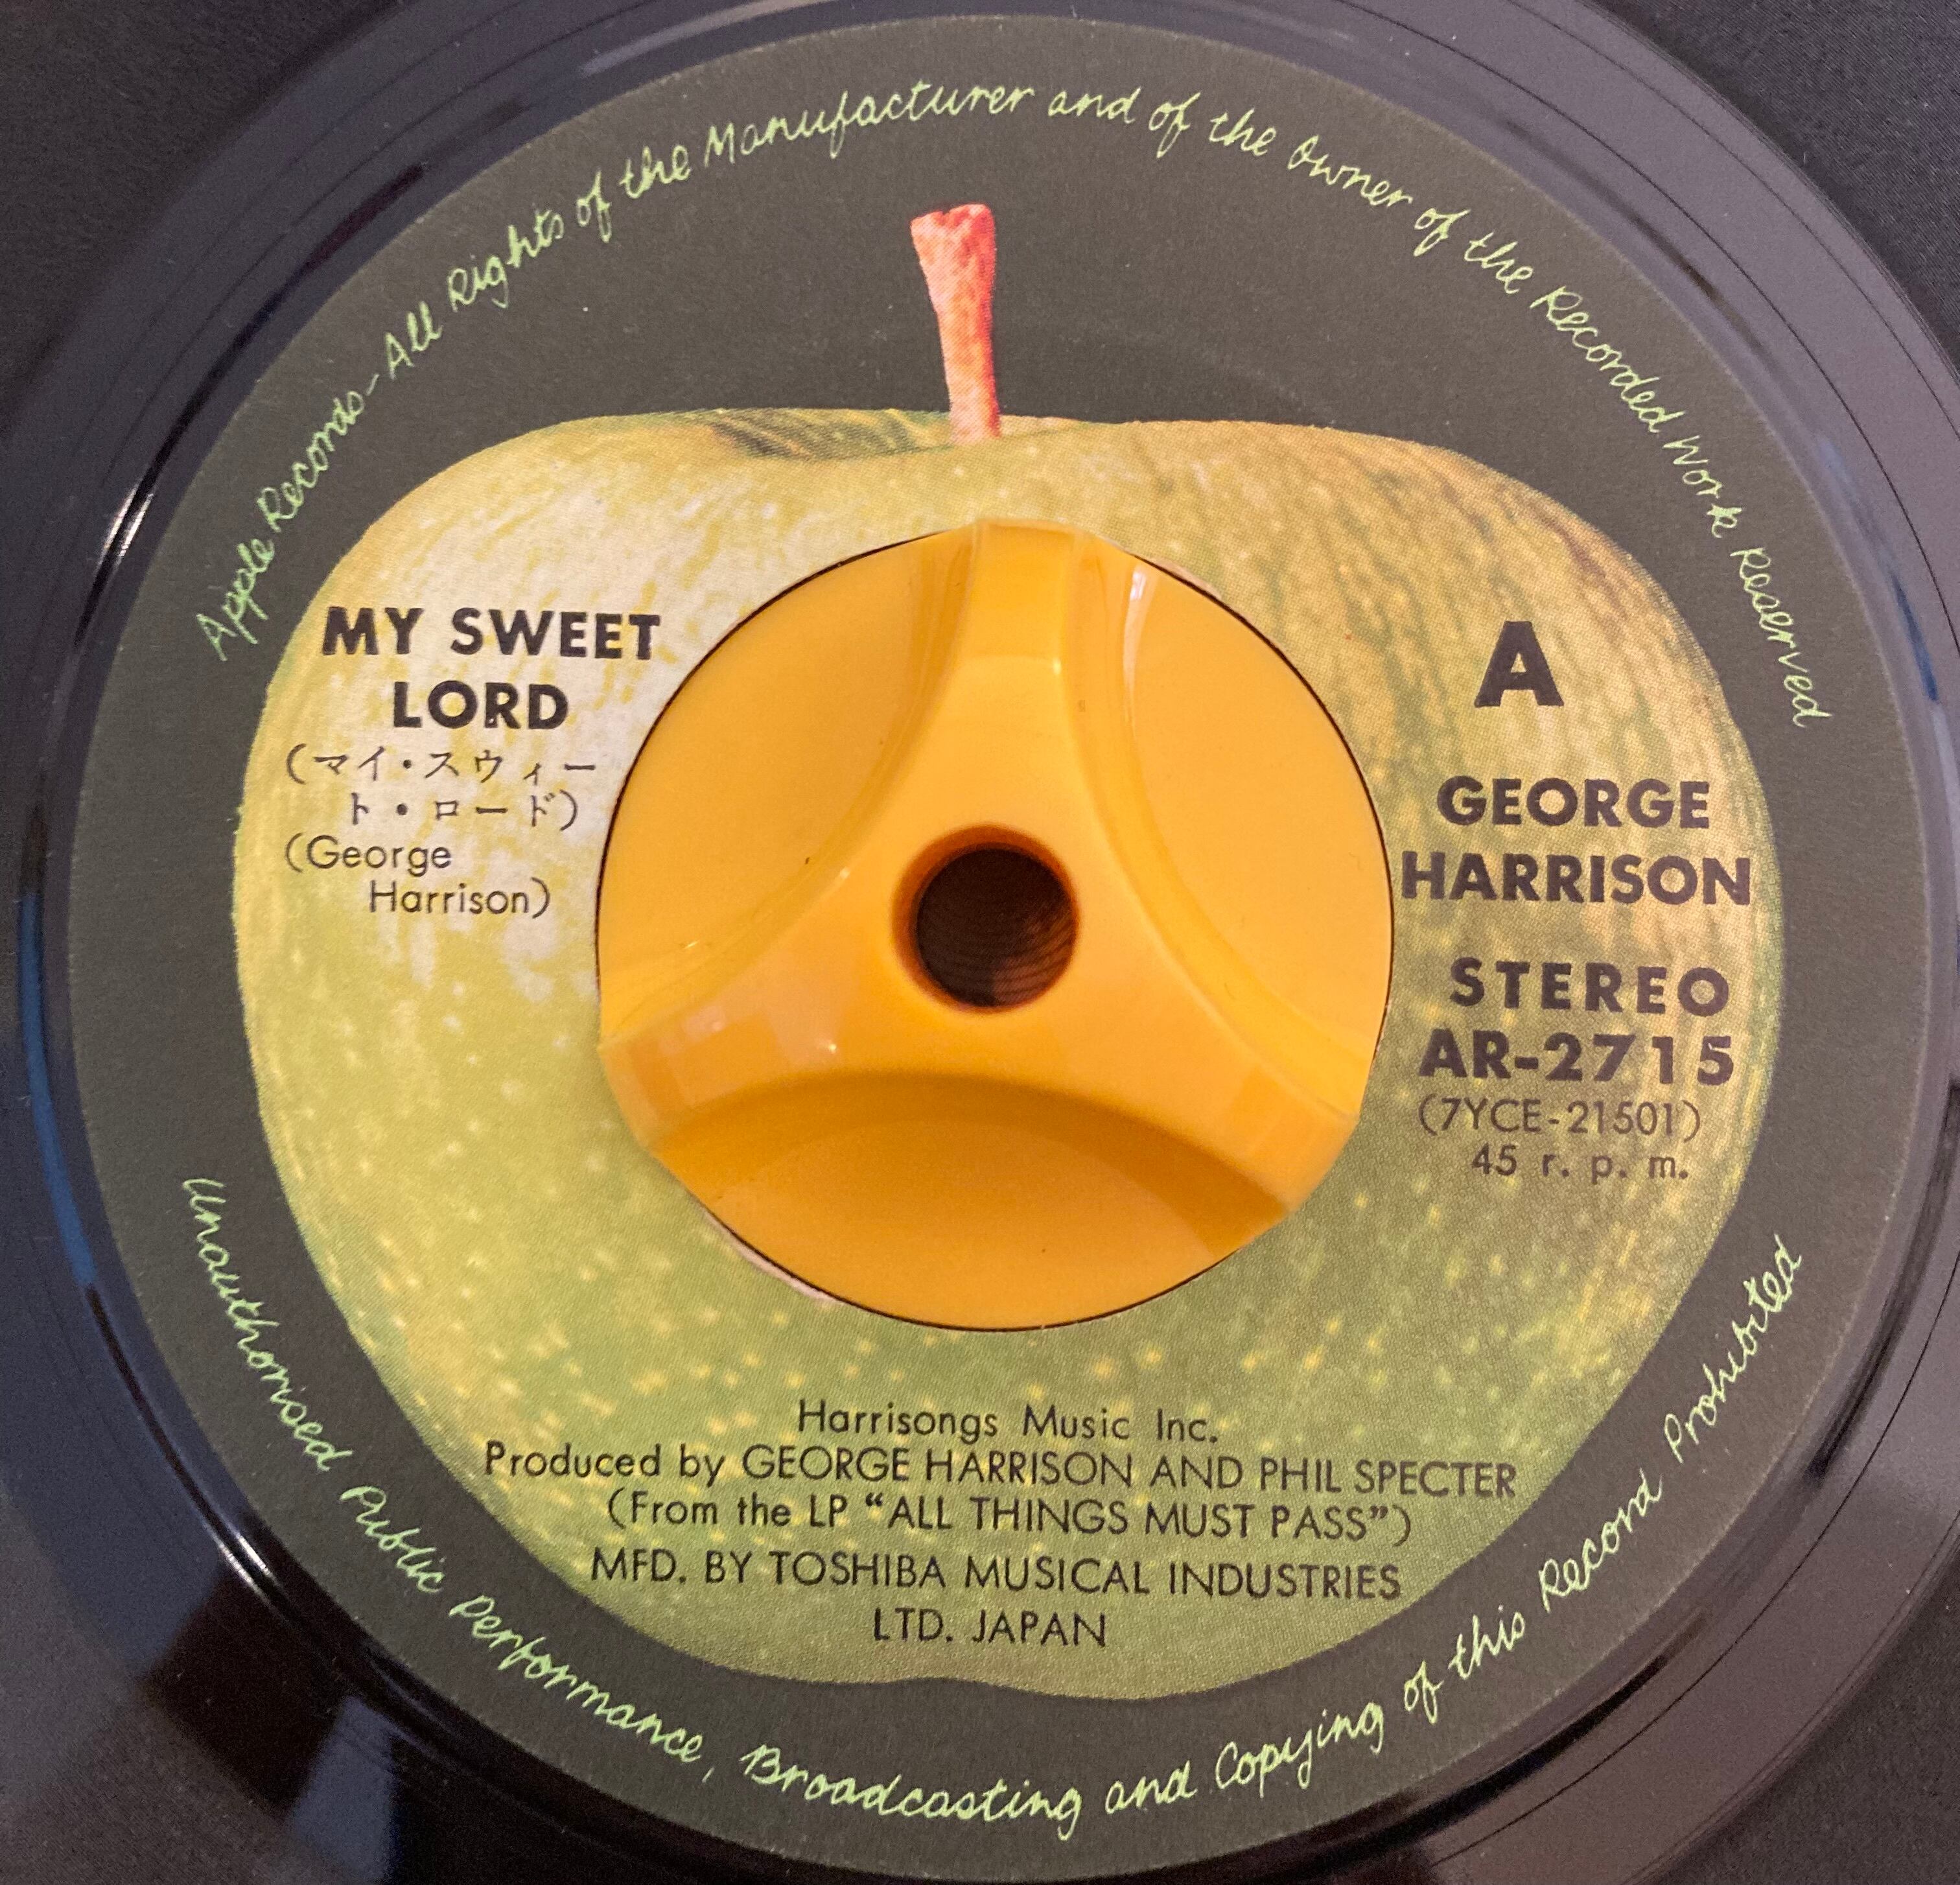 Apple Records-All Rights of the Manufacturer and of the Owner of the Recorded Work Reserved
MY SWEET
LORD
(マイ・スウィー
ト・ロード)
(George
Harrison)
A
GEORGE
HARRISON
STEREO
AR-2715
(7YCE-21501)
45 r. p. m.
Harrisongs Music Inc.
Produced by GEORGE HARRISON AND PHIL SPECTER
(From the LP “ALL THINGS MUST PASS”)
MFD. BY TOSHIBA MUSICAL INDUSTRIES
LTD. JAPAN
Unauthorised Public Performance, Broadcasting and Copying of this Record Prohibited